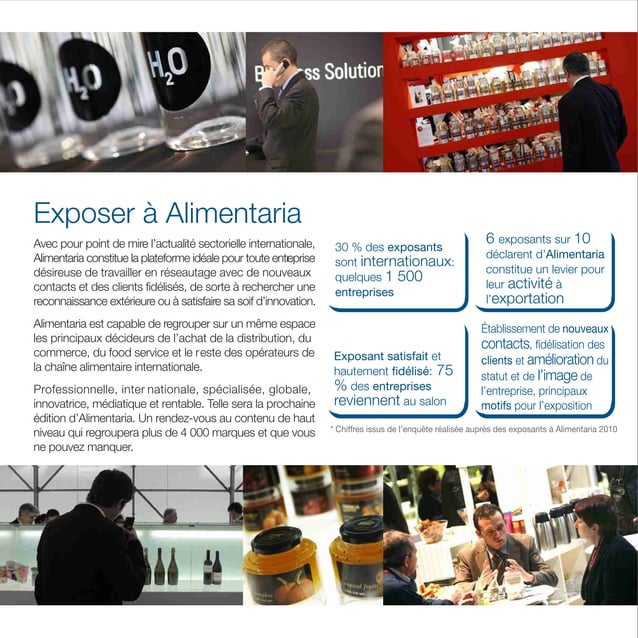 H2O
H2O
Business Solution
Exposer à Alimentaria
Avec pour point de mire l'actualité sectorielle internationale,
Alimentaria constitue la plateforme idéale pour toute entreprise
désireuse de travailler en réseautage avec de nouveaux
contacts et des clients fidélisés, de sorte à rechercher une
reconnaissance extérieure ou à satisfaire sa soif d'innovation.
Alimentaria est capable de regrouper sur un même espace
les principaux décideurs de l'achat de la distribution, du
commerce, du food service et le reste des opérateurs de
la chaîne alimentaire internationale.
Professionnelle, internationale, spécialisée, globale,
innovatrice, médiatique et rentable. Telle sera la prochaine
édition d'Alimentaria. Un rendez-vous au contenu de haut
niveau qui regroupera plus de 4 000 marques et que vous
ne pouvez manquer.
30 % des exposants
sont internationaux:
quelques 1 500
entreprises
6 exposants sur 10
déclarent d'Alimentaria
constitue un levier pour
leur activité à
l'exportation
Exposant satisfait et
hautement fidélisé: 75
% des entreprises
reviennent au salon
Établissement de nouveaux
contacts, fidélisation des
clients et amélioration du
statut et de l'image de
l'entreprise, principaux
motifs pour l'exposition
* Chiffres issus de l'enquête réalisée auprès des exposants à Alimentaria 2010
pumpkin
tropical fruits